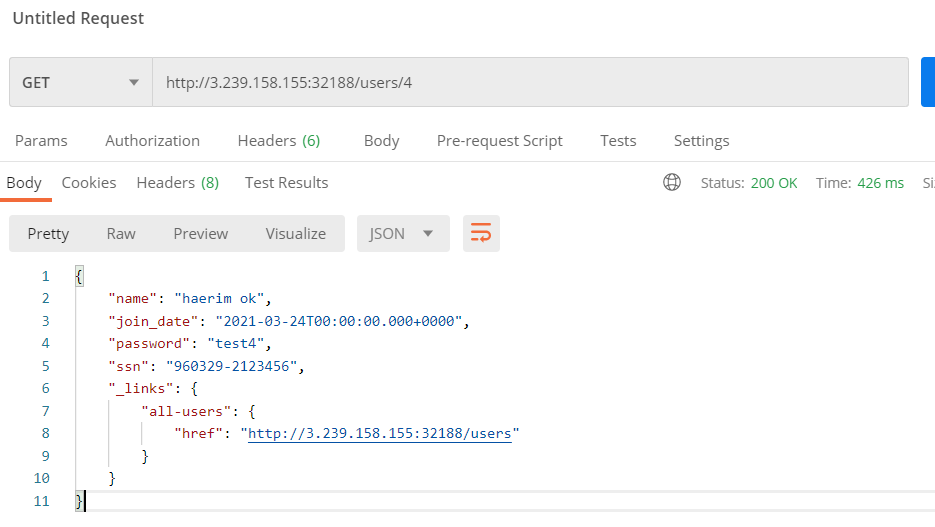 Untitled Request
GET http://3.239.158.155:32188/users/4
Params Authorization Headers (6) Body Pre-request Script Tests Settings
Body Cookies Headers (8) Test Results Status: 200 OK Time: 426 ms
Pretty Raw Preview Visualize JSON
1 {
2 "name": "haerim ok",
3 "join_date": "2021-03-24T00:00:00.000+0000",
4 "password": "test4",
5 "ssn": "960329-2123456",
6 "_links": {
7 "all-users": {
8 "href": "http://3.239.158.155:32188/users"
9 }
10 }
11 }